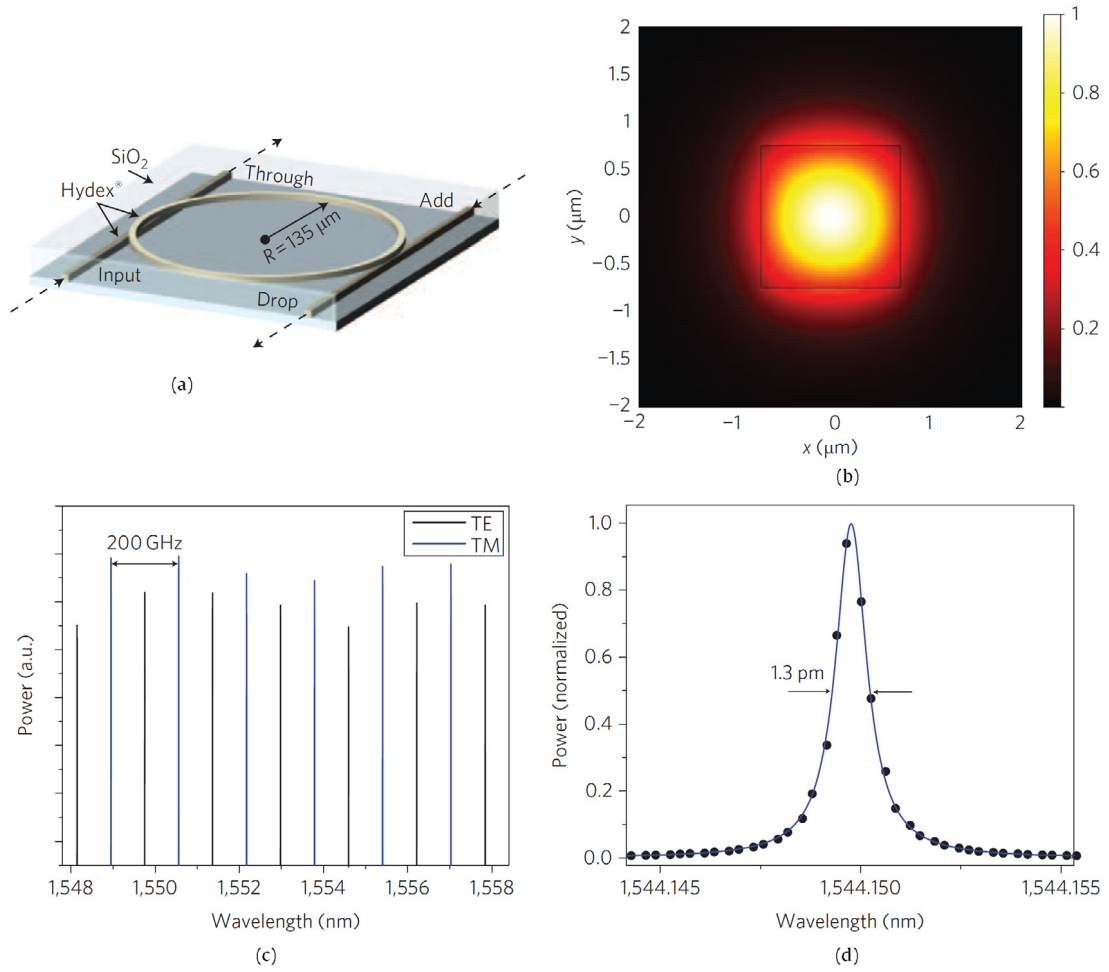 (a)
SiO2
Hydex®
Through
Add
R = 135 μm
Input
Drop
(a)
2
1.5
1
0.5
0
−0.5
−1
−1.5
−2
y (μm)
−2
−1
0
1
2
x (μm)
1
0.8
0.6
0.4
0.2
(b)
200 GHz
TE
TM
Power (a.u.)
1,548
1,550
1,552
1,554
1,556
1,558
Wavelength (nm)
(c)
1.0
0.8
0.6
0.4
0.2
0.0
Power (normalized)
1.3 pm
1,544.145
1,544.150
1,544.155
Wavelength (nm)
(d)